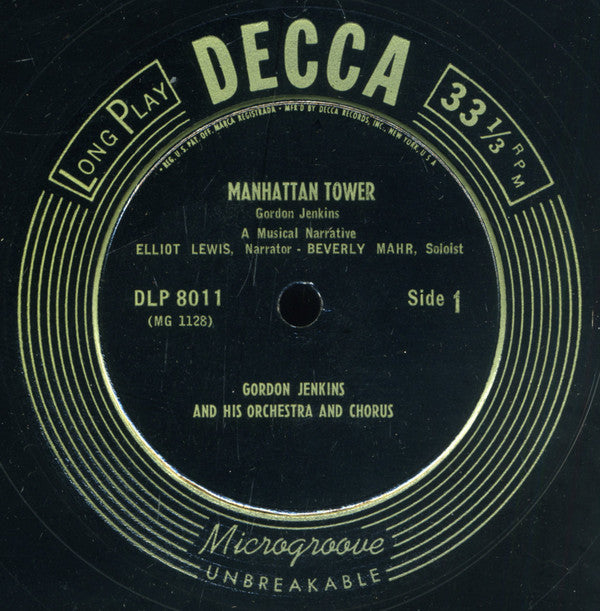 DECCA
LONG PLAY
33 1/3 RPM
• REG. U.S. PAT. OFF. MARCA REGISTRADA • MF'D BY DECCA RECORDS, INC., NEW YORK, U.S.A.
MANHATTAN TOWER
Gordon Jenkins
A Musical Narrative
ELLIOT LEWIS, Narrator - BEVERLY MAHR, Soloist
DLP 8011 Side 1
(MG 1128)
GORDON JENKINS
AND HIS ORCHESTRA AND CHORUS
Microgroove
UNBREAKABLE